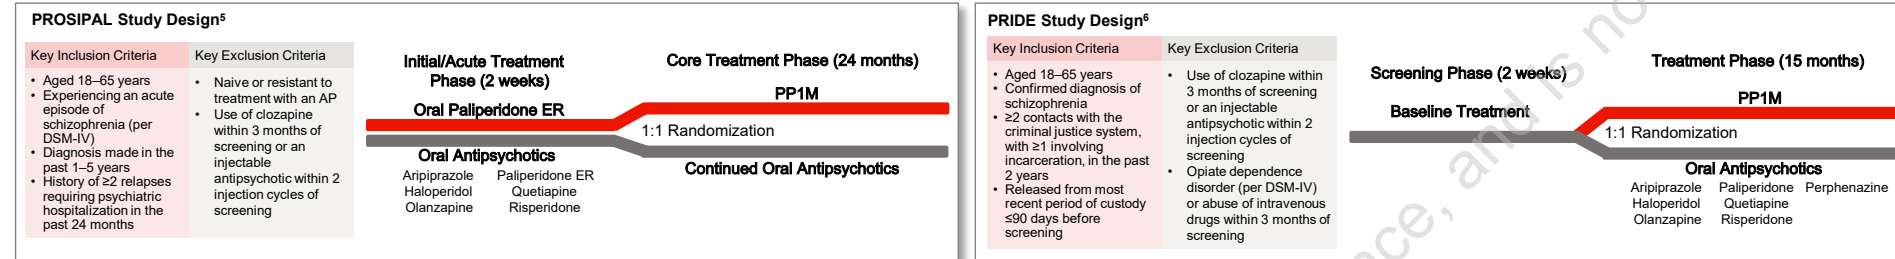 PROSIPAL Study Design5
Key Inclusion Criteria
• Aged 18–65 years
• Experiencing an acute
episode of
schizophrenia (per
DSM-IV)
• Diagnosis made in the
past 1–5 years
• History of ≥2 relapses
requiring psychiatric
hospitalization in the
past 24 months
Key Exclusion Criteria
• Naive or resistant to
treatment with an AP
• Use of clozapine
within 3 months of
screening or an
injectable
antipsychotic within 2
injection cycles of
screening
Initial/Acute Treatment
Phase (2 weeks)
Oral Paliperidone ER
Oral Antipsychotics
Aripiprazole Paliperidone ER
Haloperidol Quetiapine
Olanzapine Risperidone
Core Treatment Phase (24 months)
PP1M
1:1 Randomization
Continued Oral Antipsychotics
PRIDE Study Design6
Key Inclusion Criteria
• Aged 18–65 years
• Confirmed diagnosis of
schizophrenia
• ≥2 contacts with the
criminal justice system,
with ≥1 involving
incarceration, in the past
2 years
• Released from most
recent period of custody
≤90 days before
screening
Key Exclusion Criteria
• Use of clozapine within
3 months of screening
or an injectable
antipsychotic within 2
injection cycles of
screening
• Opiate dependence
disorder (per DSM-IV)
or abuse of intravenous
drugs within 3 months of
screening
Screening Phase (2 weeks)
Baseline Treatment
Treatment Phase (15 months)
PP1M
1:1 Randomization
Oral Antipsychotics
Aripiprazole Paliperidone Perphenazine
Haloperidol Quetiapine
Olanzapine Risperidone
and is